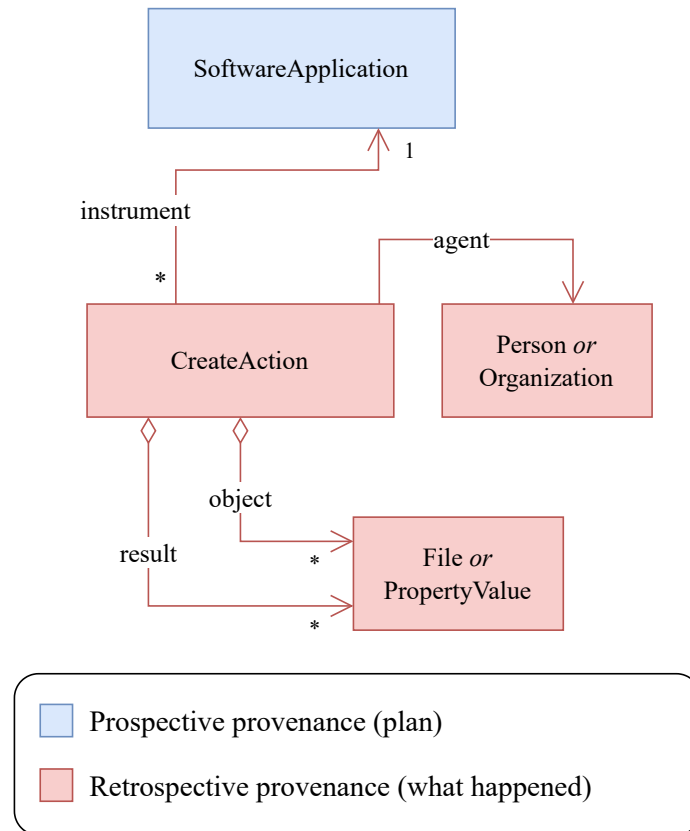 SoftwareApplication
1
instrument
agent
*
CreateAction
Person or
Organization
object
result
*
File or
PropertyValue
*
Prospective provenance (plan)
Retrospective provenance (what happened)